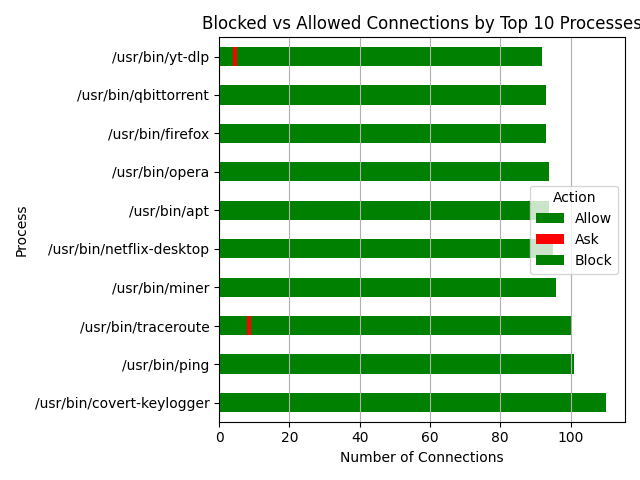 Blocked vs Allowed Connections by Top 10 Processes
Process
/usr/bin/yt-dlp
/usr/bin/qbittorrent
/usr/bin/firefox
/usr/bin/opera
/usr/bin/apt
/usr/bin/netflix-desktop
/usr/bin/miner
/usr/bin/traceroute
/usr/bin/ping
/usr/bin/covert-keylogger
Action
Allow
Ask
Block
0 20 40 60 80 100
Number of Connections